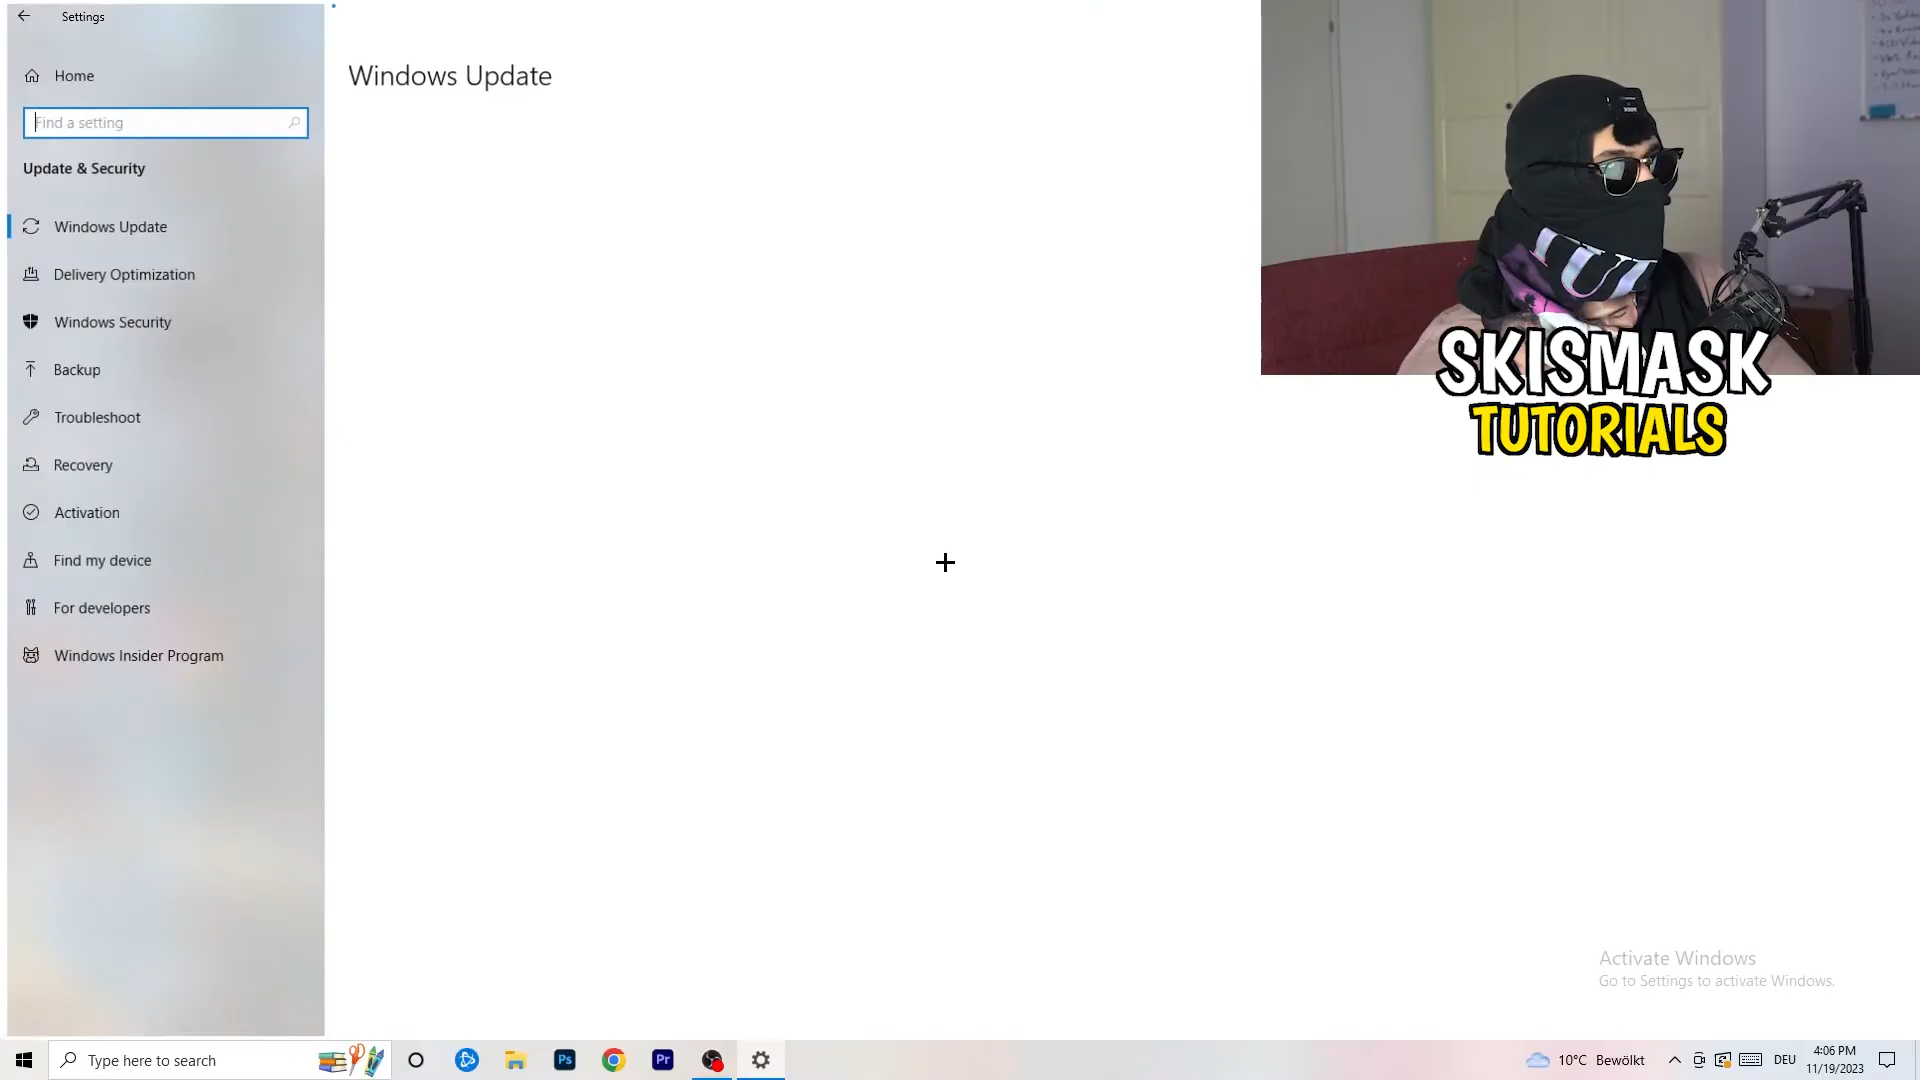 Settings
Home
Find a setting
Update & Security
Windows Update
Delivery Optimization
Windows Security
Backup
Troubleshoot
Recovery
Activation
Find my device
For developers
Windows Insider Program
Windows Update
SKISMASK
TUTORIALS
Activate Windows
Go to Settings to activate Windows.
Type here to search
Ps
Pr
10°C Bewölkt
DEU
4:06 PM
11/19/2023